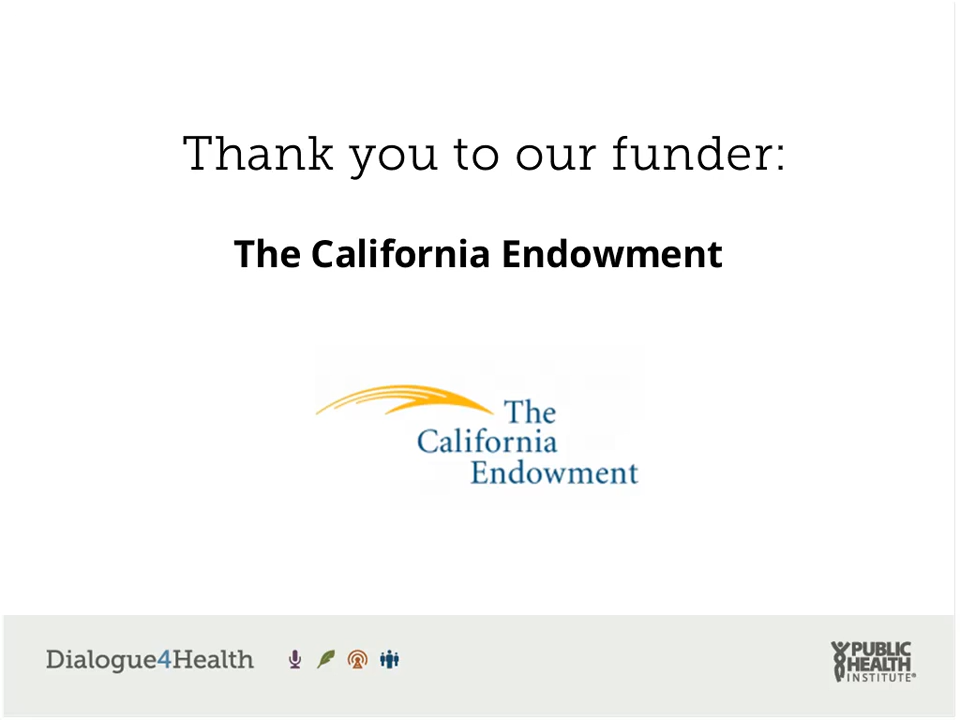 Thank you to our funder:
The California Endowment
The
California
Endowment
Dialogue4Health
PUBLIC
HEALTH
INSTITUTE®